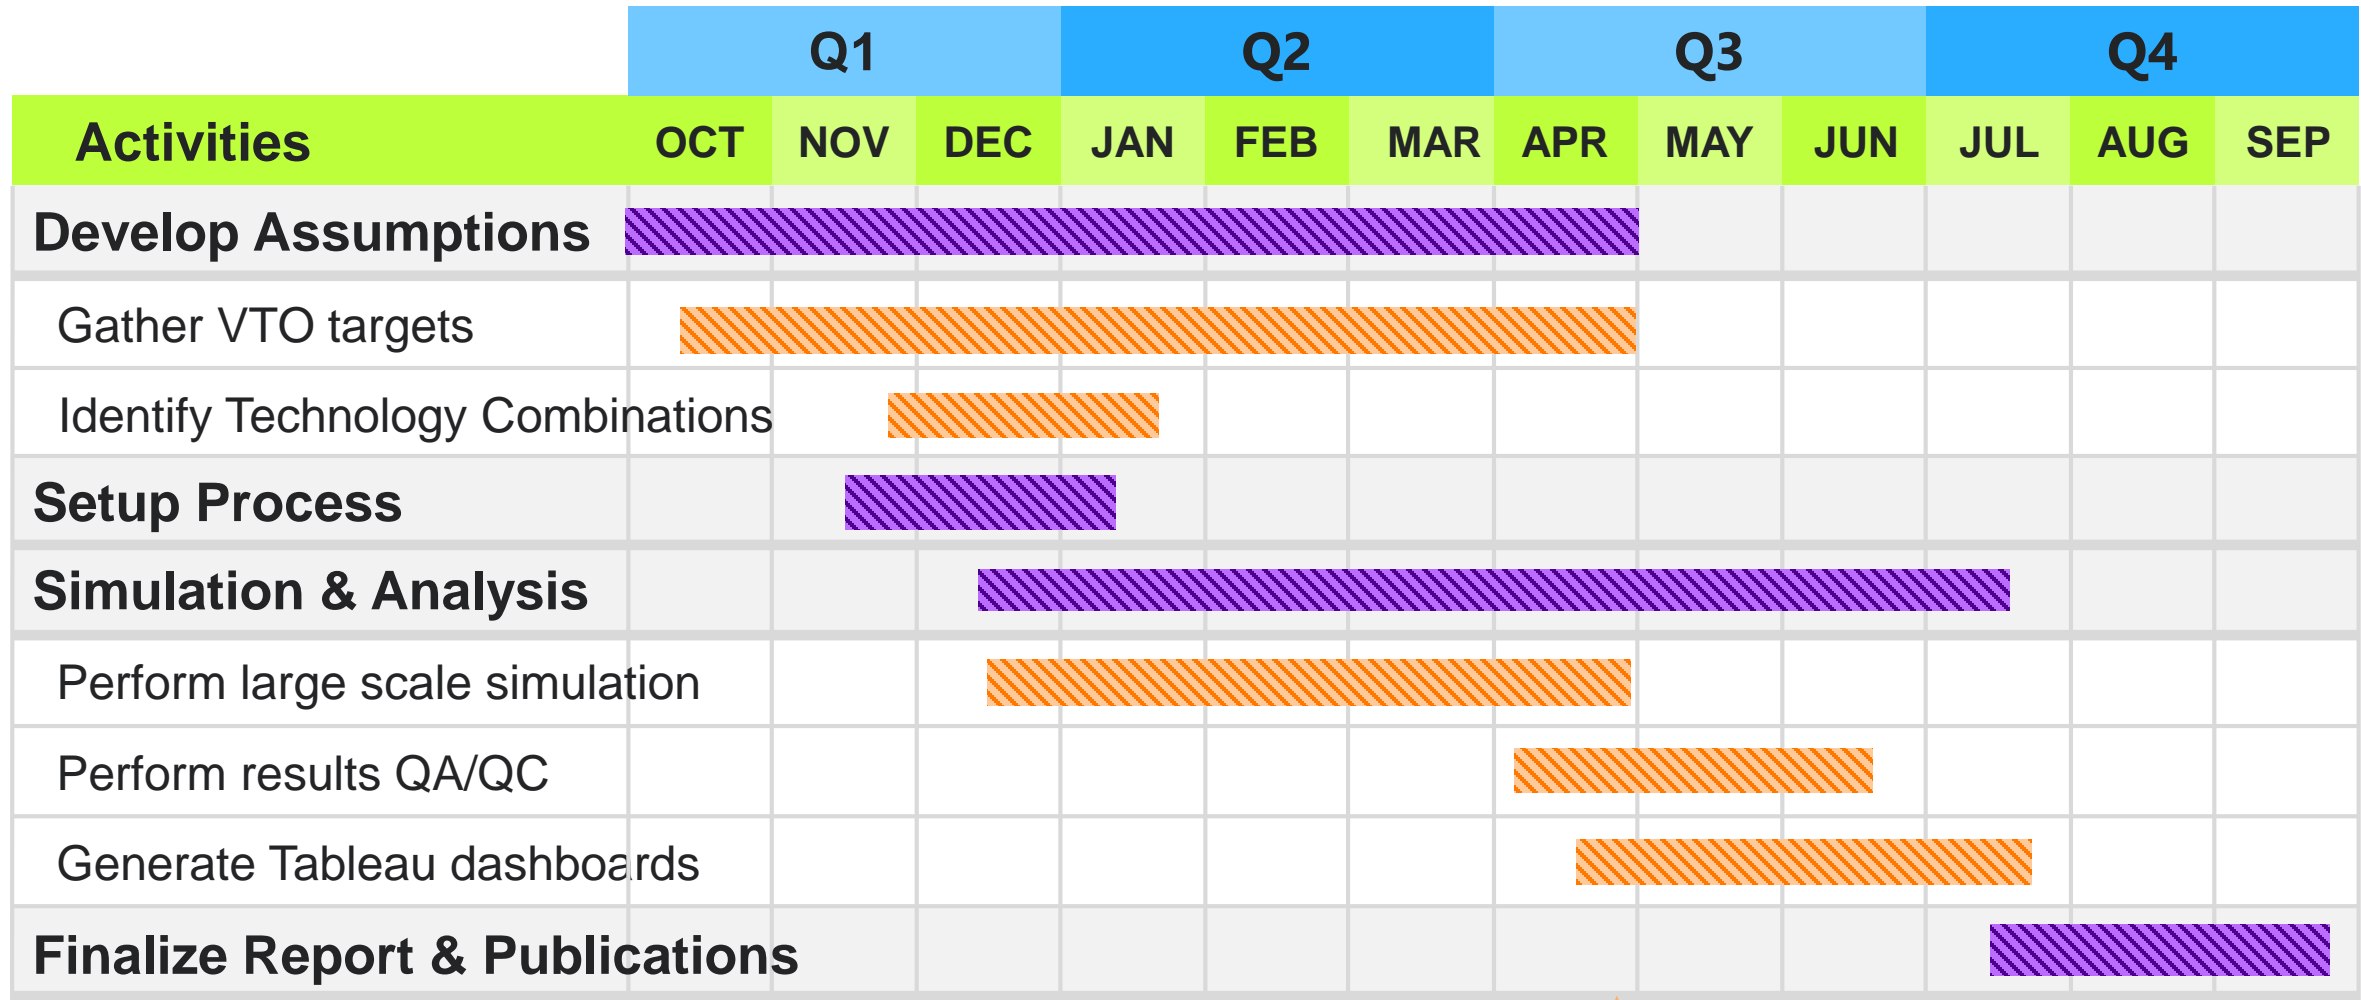 Q1 Q2 Q3 Q4
Activities OCT NOV DEC JAN FEB MAR APR MAY JUN JUL AUG SEP
Develop Assumptions
Gather VTO targets
Identify Technology Combinations
Setup Process
Simulation & Analysis
Perform large scale simulation
Perform results QA/QC
Generate Tableau dashboards
Finalize Report & Publications